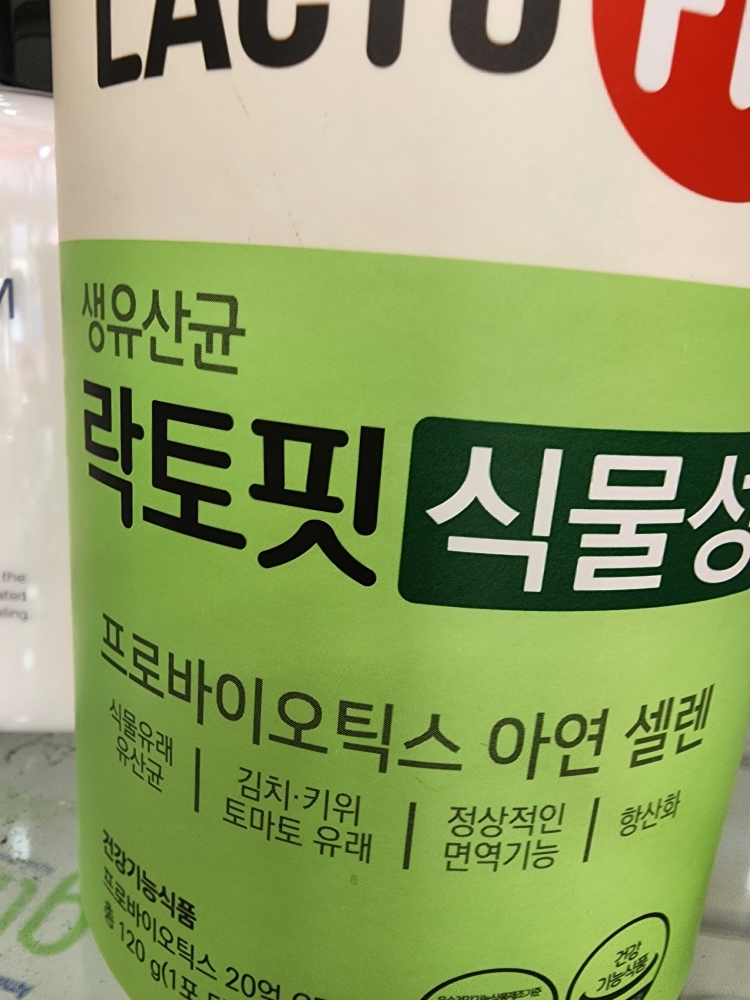 LACTO
생유산균
락토핏 식물성
프로바이오틱스 아연 셀렌
식물유래
유산균
김치·키위
토마토 유래
정상적인
면역기능
항산화
건강기능식품
프로바이오틱스 20억
총 120 g(1포
건강
기능식품
the